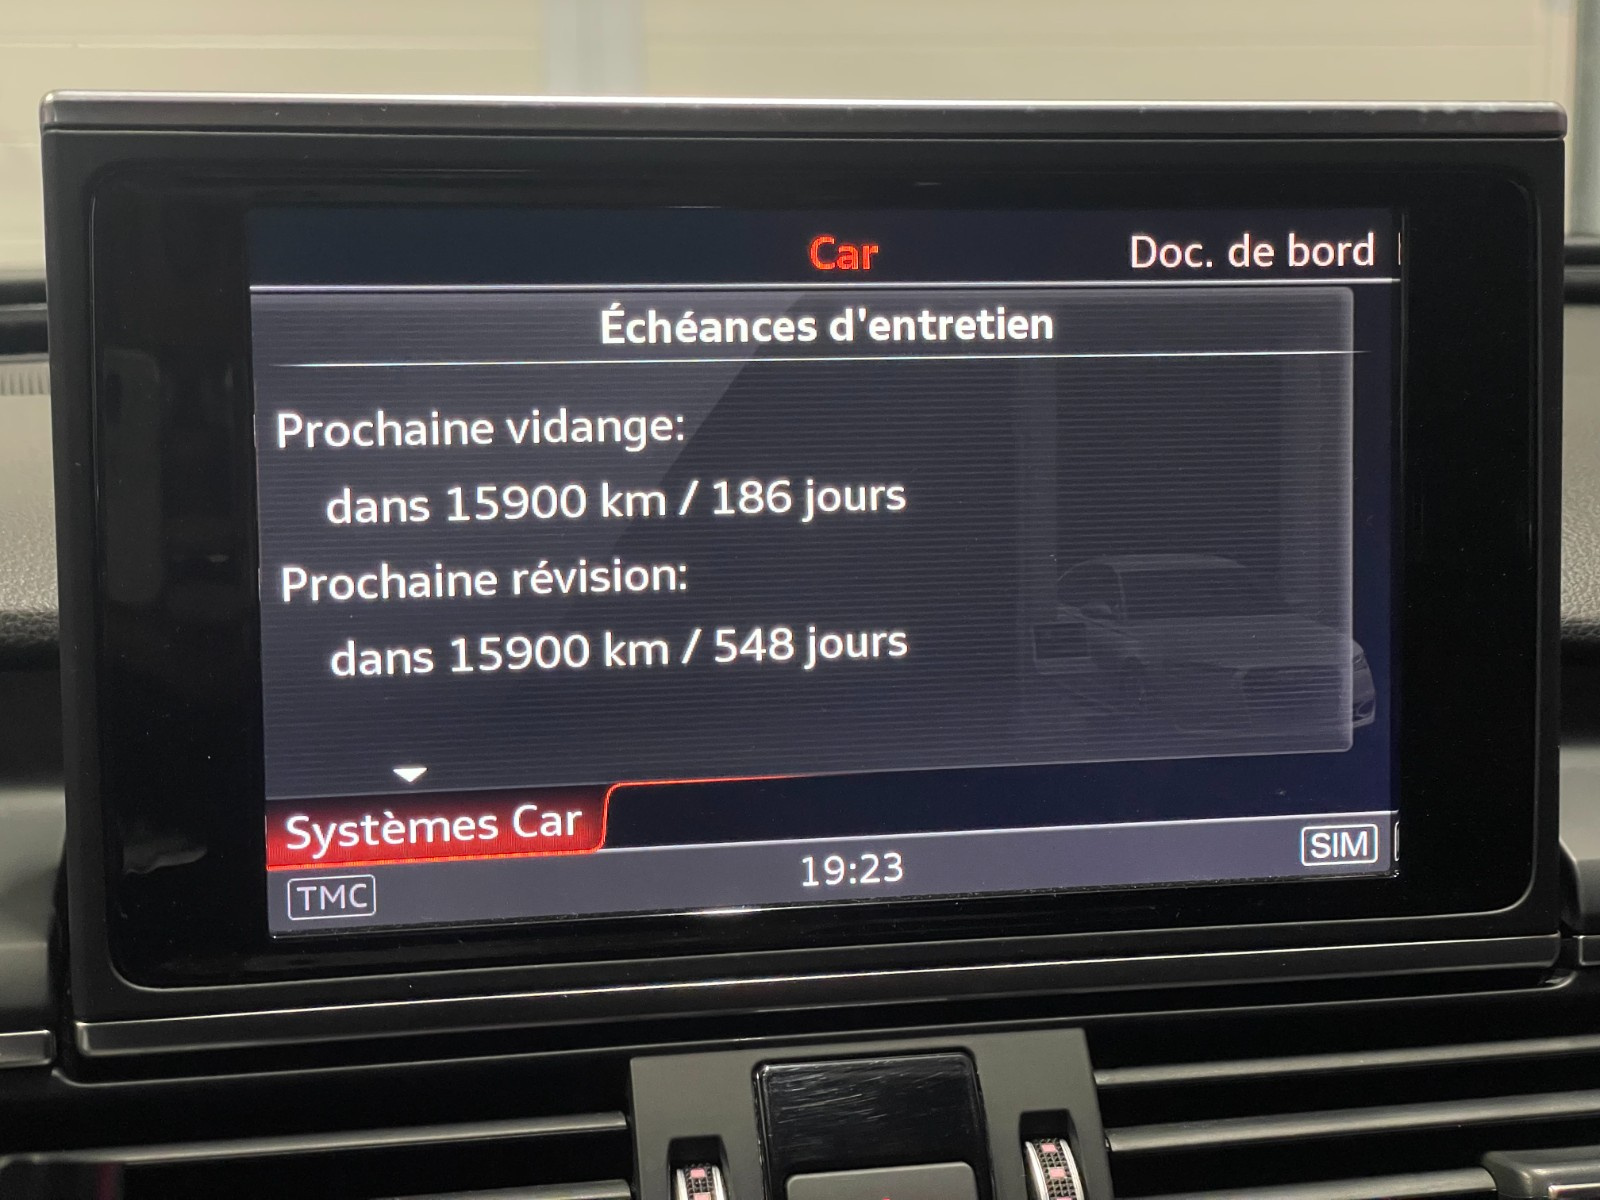 Car Doc. de bord
Échéances d'entretien
Prochaine vidange:
dans 15900 km / 186 jours
Prochaine révision:
dans 15900 km / 548 jours
Systèmes Car
TMC 19:23 SIM